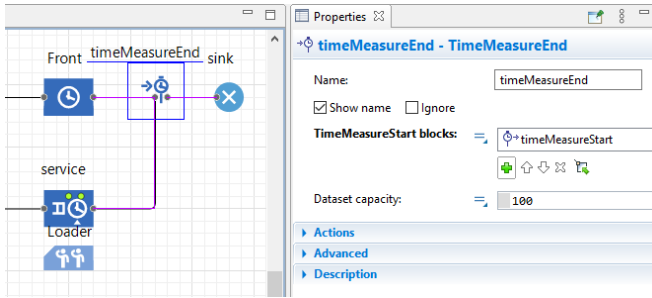 Front timeMeasureEnd sink
service
Loader
Properties
timeMeasureEnd - TimeMeasureEnd
Name: timeMeasureEnd
Show name Ignore
TimeMeasureStart blocks: timeMeasureStart
Dataset capacity: 100
Actions
Advanced
Description